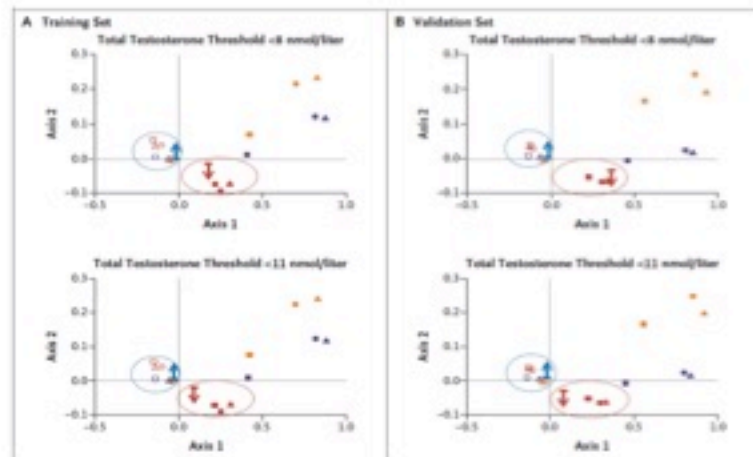 A Training Set
Total Testosterone Threshold <8 nmol/liter
Axis 2
0.3
0.2
0.1
0.0
−0.1
−0.5
0.0
0.5
1.0
Axis 1
Total Testosterone Threshold <11 nmol/liter
Axis 2
0.3
0.2
0.1
0.0
−0.1
−0.5
0.0
0.5
1.0
Axis 1
B Validation Set
Total Testosterone Threshold <8 nmol/liter
Axis 2
0.3
0.2
0.1
0.0
−0.1
−0.5
0.0
0.5
1.0
Axis 1
Total Testosterone Threshold <11 nmol/liter
Axis 2
0.3
0.2
0.1
0.0
−0.1
−0.5
0.0
0.5
1.0
Axis 1